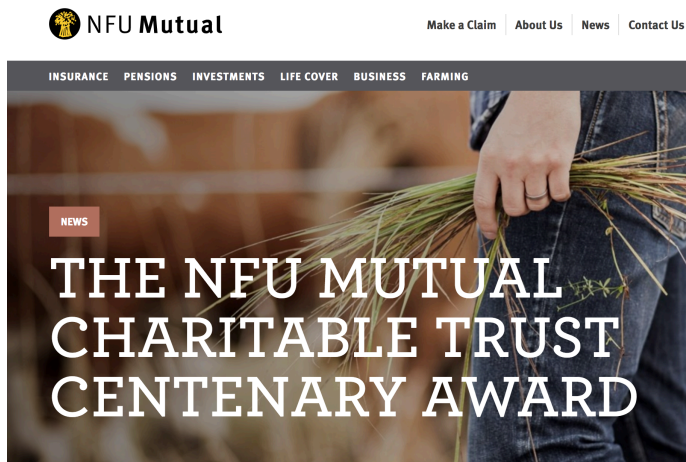 NFU Mutual
Make a Claim About Us News Contact Us
INSURANCE PENSIONS INVESTMENTS LIFE COVER BUSINESS FARMING
NEWS
THE NFU MUTUAL
CHARITABLE TRUST
CENTENARY AWARD